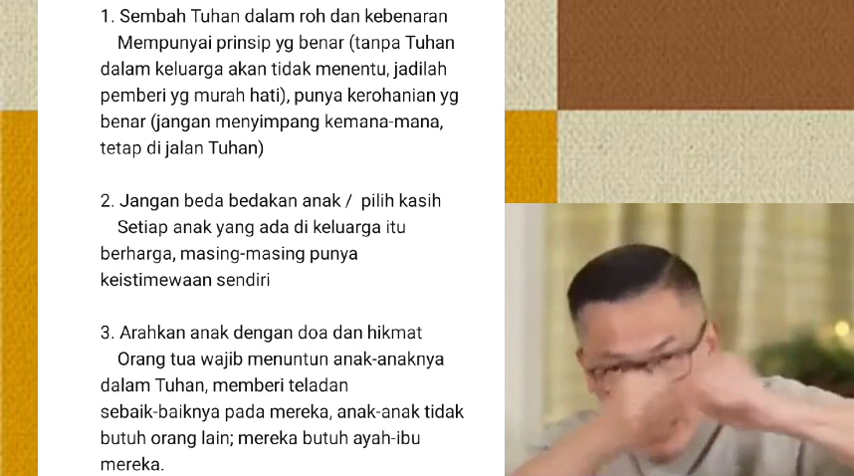 1. Sembah Tuhan dalam roh dan kebenaran
Mempunyai prinsip yg benar (tanpa Tuhan
dalam keluarga akan tidak menentu, jadilah
pemberi yg murah hati), punya kerohanian yg
benar (jangan menyimpang kemana-mana,
tetap di jalan Tuhan)
2. Jangan beda bedakan anak / pilih kasih
Setiap anak yang ada di keluarga itu
berharga, masing-masing punya
keistimewaan sendiri
3. Arahkan anak dengan doa dan hikmat
Orang tua wajib menuntun anak-anaknya
dalam Tuhan, memberi teladan
sebaik-baiknya pada mereka, anak-anak tidak
butuh orang lain; mereka butuh ayah-ibu
mereka.